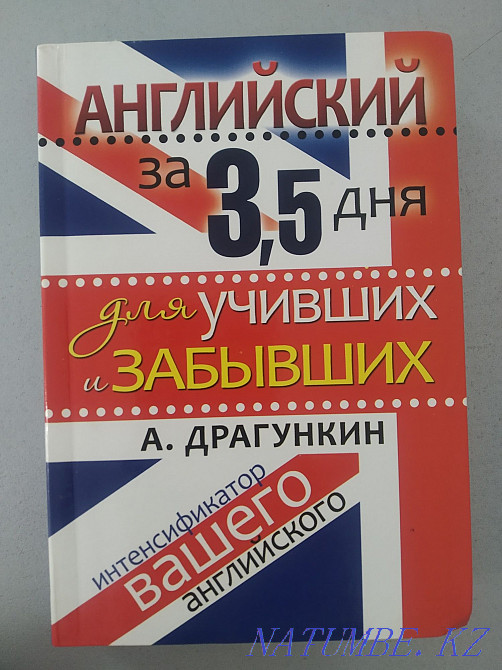 АНГЛИЙСКИЙ
за 3,5 дня
для учивших
и ЗАБЫВШИХ
А. ДРАГУНКИН
интенсификатор
вашего
английского
NATUMBE.KZ